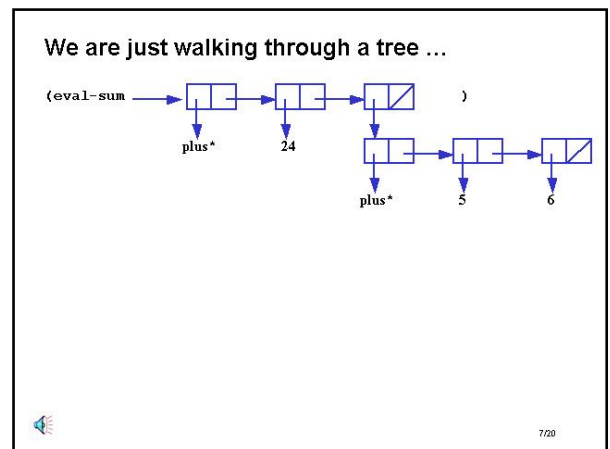 We are just walking through a tree …
(eval-sum )
plus* 24
plus* 5 6
7/20